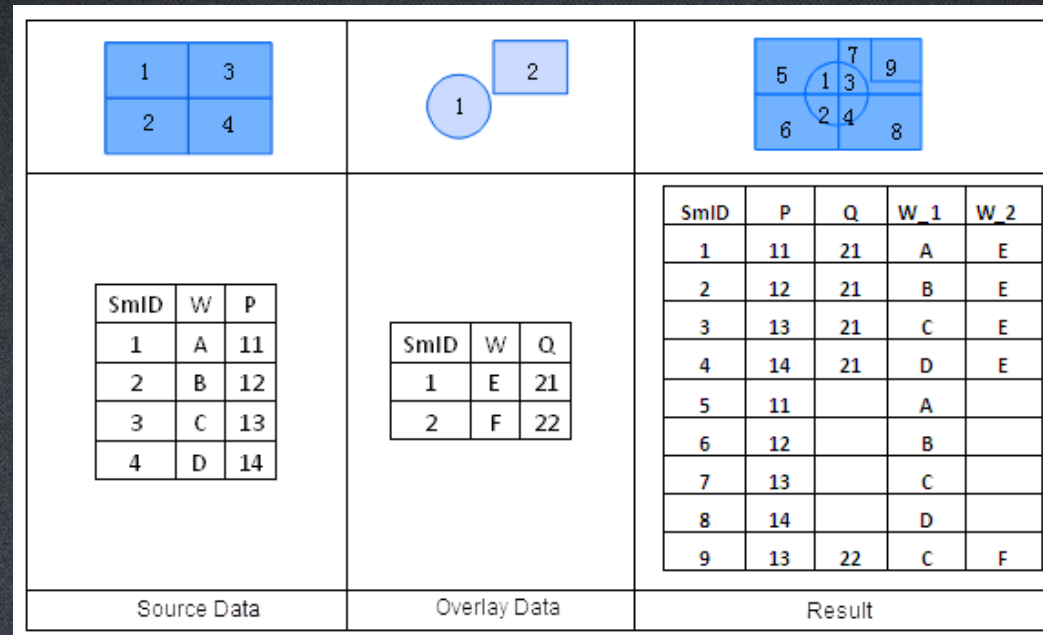 1 3
2 4
2
1
7
5 9
1 3
2 4
6 8
SmID W P
1 A 11
2 B 12
3 C 13
4 D 14
SmID W Q
1 E 21
2 F 22
SmID P Q W_1 W_2
1 11 21 A E
2 12 21 B E
3 13 21 C E
4 14 21 D E
5 11 A
6 12 B
7 13 C
8 14 D
9 13 22 C F
Source Data
Overlay Data
Result